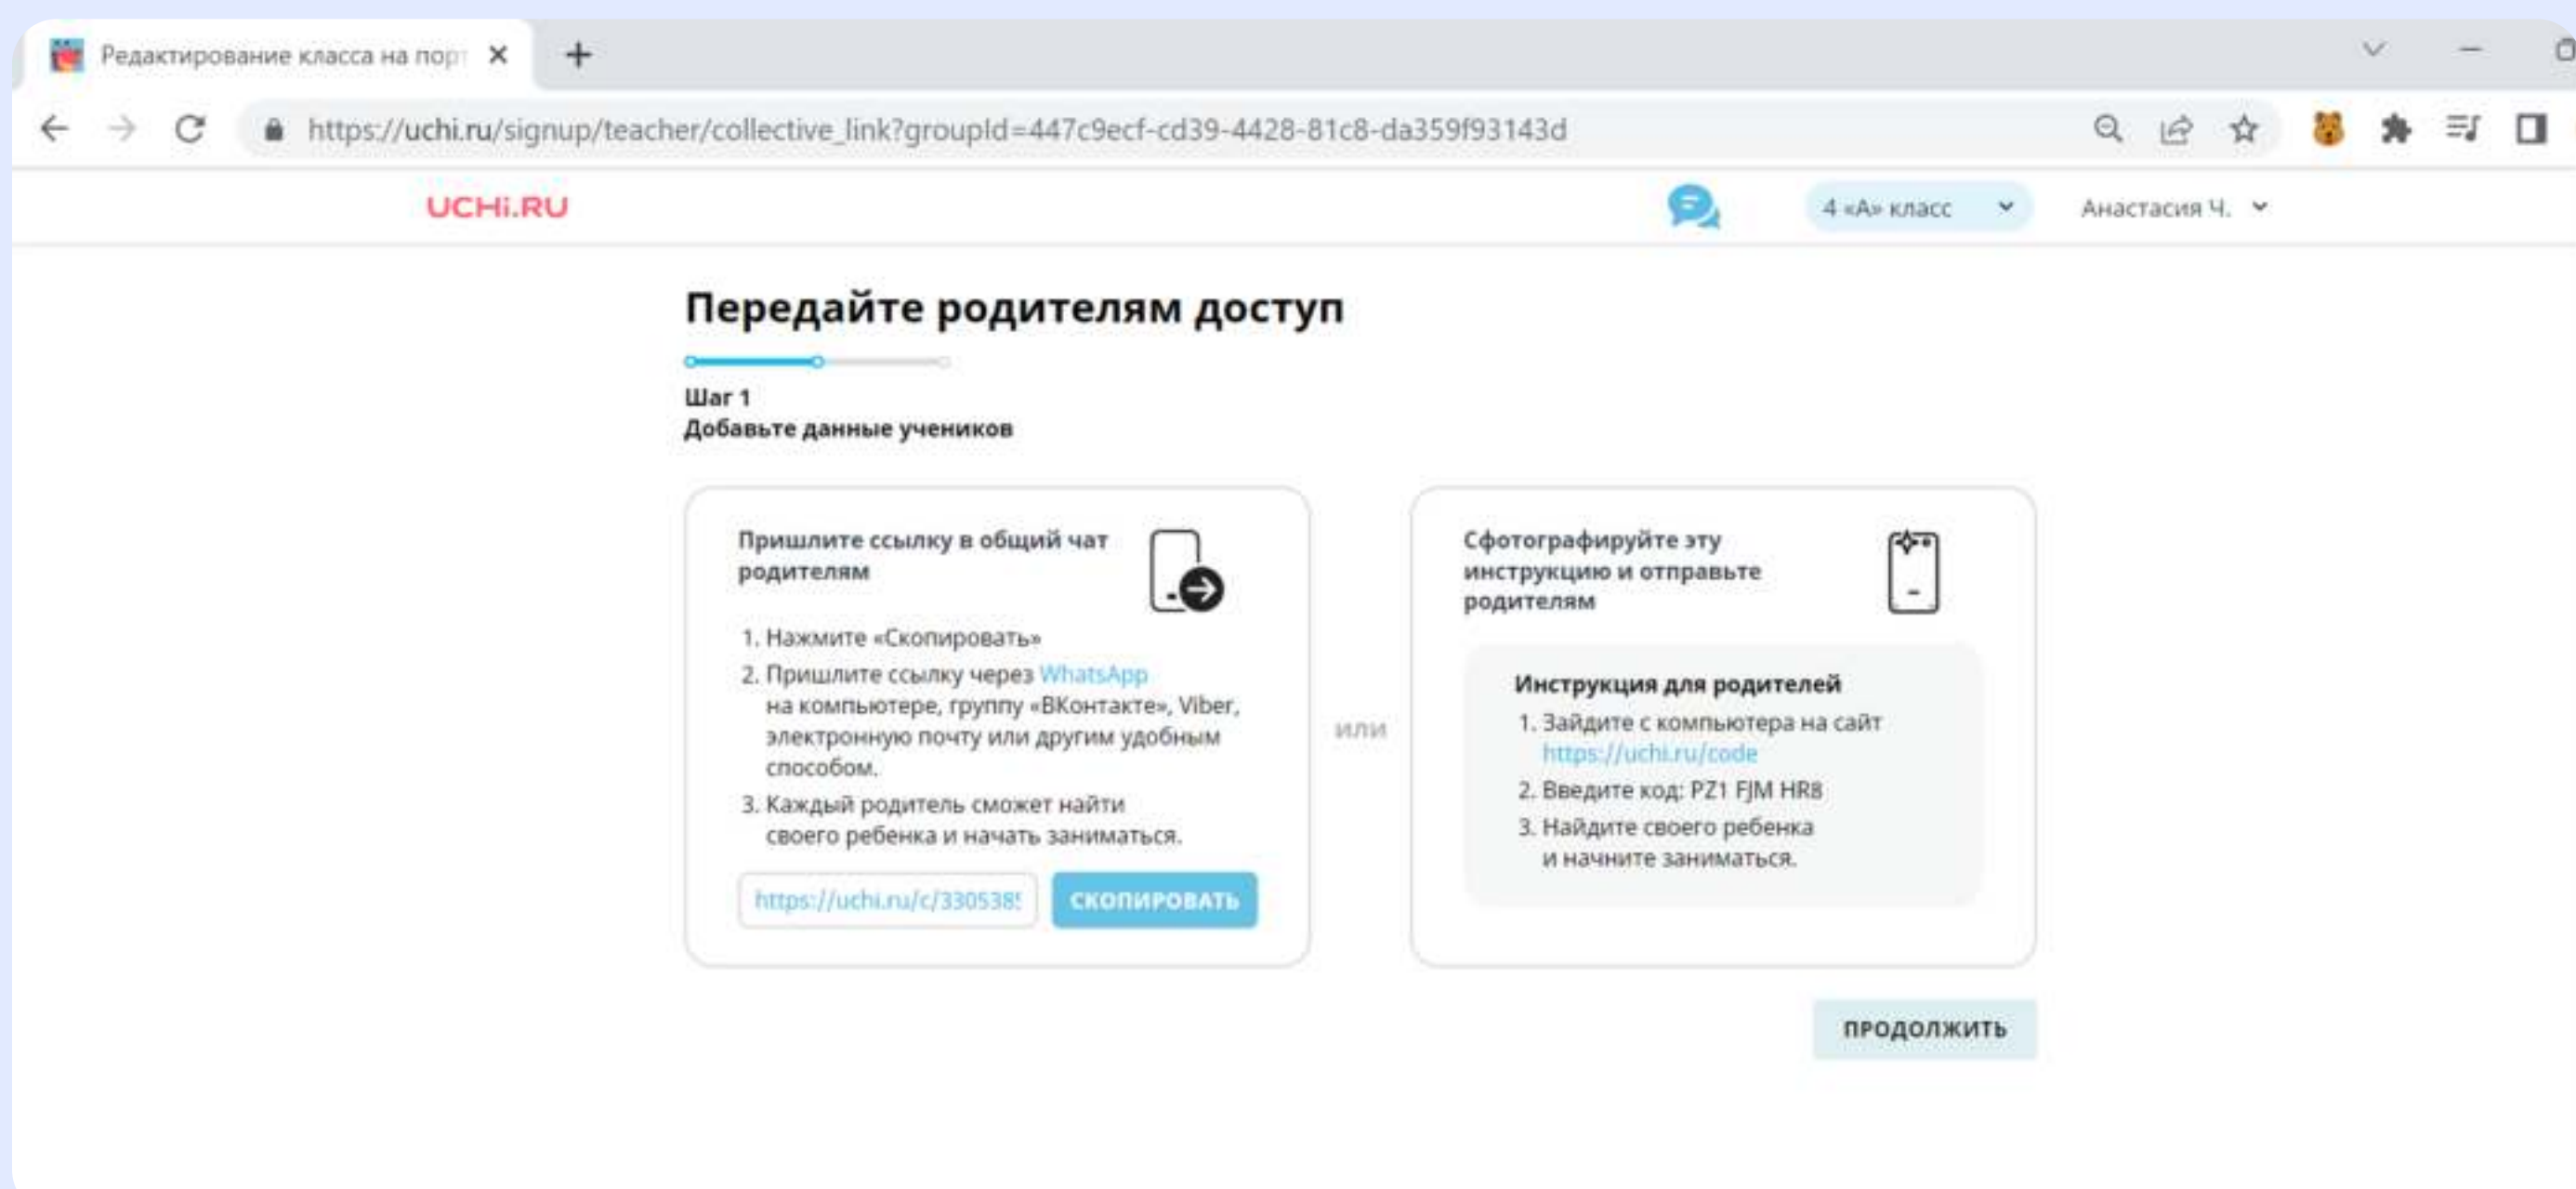 Редактирование класса на порт
https://uchi.ru/signup/teacher/collective_link?groupId=447c9ecf-cd39-4428-81c8-da359f93143d
UCHi.RU
4 «А» класс
Анастасия Ч.
Передайте родителям доступ
Шаг 1
Добавьте данные учеников
Пришлите ссылку в общий чат
родителям
1. Нажмите «Скопировать»
2. Пришлите ссылку через WhatsApp
на компьютере, группу «ВКонтакте», Viber,
электронную почту или другим удобным
способом.
3. Каждый родитель сможет найти
своего ребенка и начать заниматься.
https://uchi.ru/c/3305385
СКОПИРОВАТЬ
или
Сфотографируйте эту
инструкцию и отправьте
родителям
Инструкция для родителей
1. Зайдите с компьютера на сайт
https://uchi.ru/code
2. Введите код: PZ1 FJM HR8
3. Найдите своего ребенка
и начните заниматься.
ПРОДОЛЖИТЬ